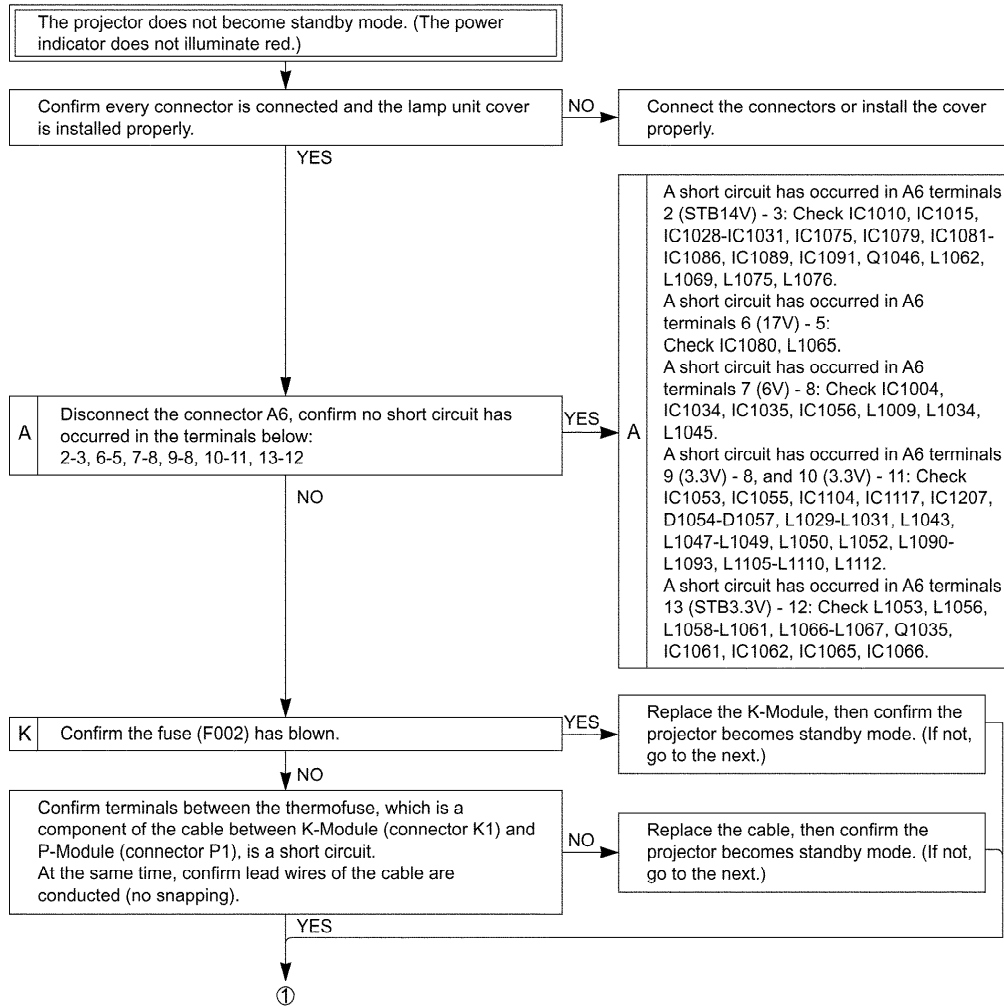 The projector does not become standby mode. (The power
indicator does not illuminate red.)
Confirm every connector is connected and the lamp unit cover
is installed properly.
NO
Connect the connectors or install the cover
properly.
YES
A
Disconnect the connector A6, confirm no short circuit has
occurred in the terminals below:
2-3, 6-5, 7-8, 9-8, 10-11, 13-12
YES
A
A short circuit has occurred in A6 terminals
2 (STB14V) - 3: Check IC1010, IC1015,
IC1028-IC1031, IC1075, IC1079, IC1081-
IC1086, IC1089, IC1091, Q1046, L1062,
L1069, L1075, L1076.
A short circuit has occurred in A6
terminals 6 (17V) - 5:
Check IC1080, L1065.
A short circuit has occurred in A6
terminals 7 (6V) - 8: Check IC1004,
IC1034, IC1035, IC1056, L1009, L1034,
L1045.
A short circuit has occurred in A6 terminals
9 (3.3V) - 8, and 10 (3.3V) - 11: Check
IC1053, IC1055, IC1104, IC1117, IC1207,
D1054-D1057, L1029-L1031, L1043,
L1047-L1049, L1050, L1052, L1090-
L1093, L1105-L1110, L1112.
A short circuit has occurred in A6 terminals
13 (STB3.3V) - 12: Check L1053, L1056,
L1058-L1061, L1066-L1067, Q1035,
IC1061, IC1062, IC1065, IC1066.
NO
K
Confirm the fuse (F002) has blown.
YES
Replace the K-Module, then confirm the
projector becomes standby mode. (If not,
go to the next.)
NO
Confirm terminals between the thermofuse, which is a
component of the cable between K-Module (connector K1) and
P-Module (connector P1), is a short circuit.
At the same time, confirm lead wires of the cable are
conducted (no snapping).
NO
Replace the cable, then confirm the
projector becomes standby mode. (If not,
go to the next.)
YES
①